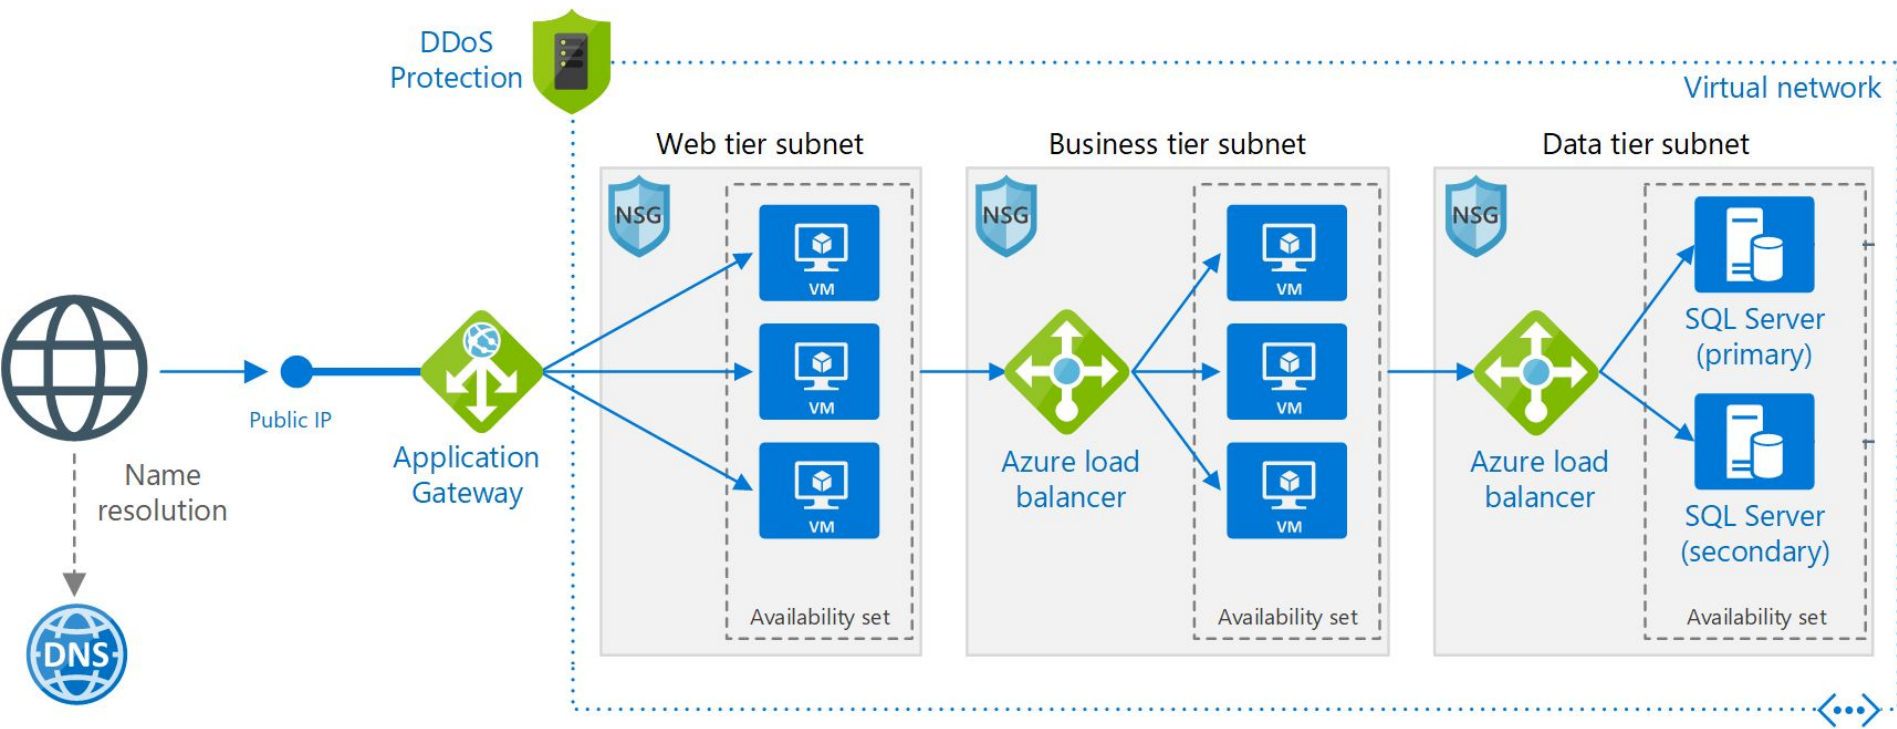 DDoS
Protection
Virtual network
Web tier subnet
Business tier subnet
Data tier subnet
NSG
VM
VM
VM
Availability set
NSG
VM
VM
VM
Availability set
NSG
SQL Server
(primary)
SQL Server
(secondary)
Availability set
Public IP
Application
Gateway
Azure load
balancer
Azure load
balancer
Name
resolution
DNS